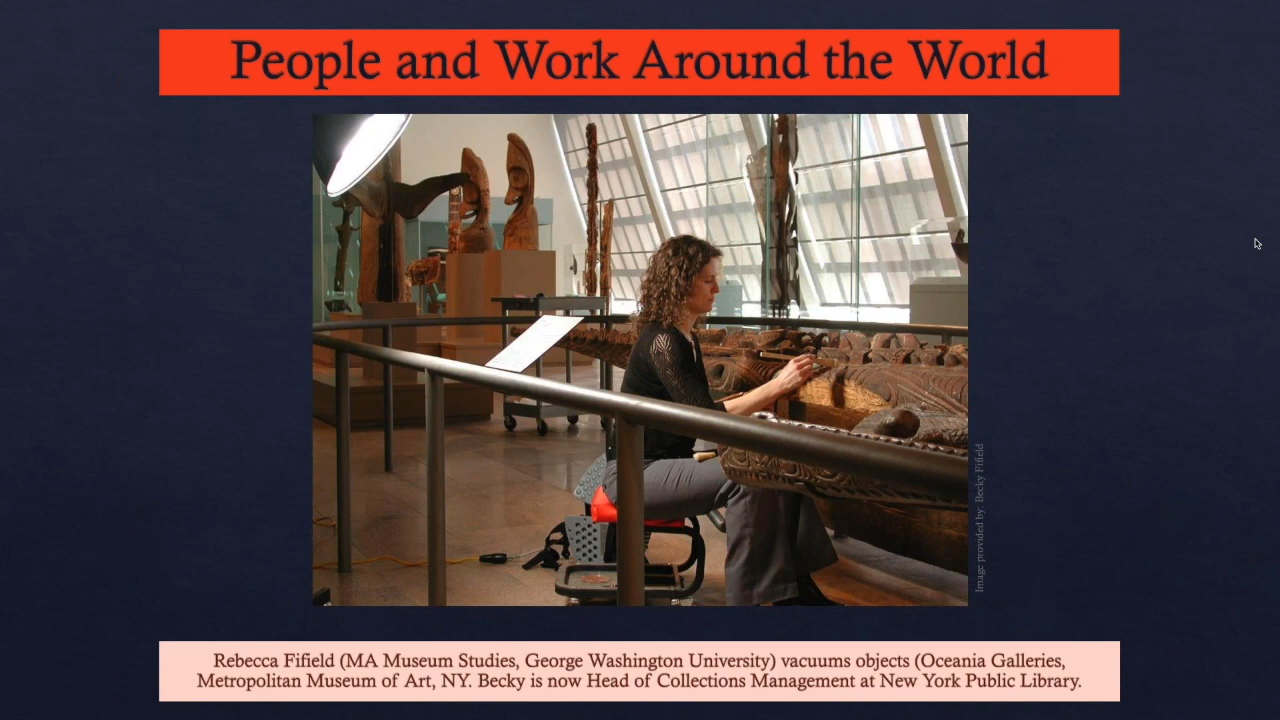 People and Work Around the World
Image provided by: Becky Fifield
Rebecca Fifield (MA Museum Studies, George Washington University) vacuums objects (Oceania Galleries,
Metropolitan Museum of Art, NY. Becky is now Head of Collections Management at New York Public Library.